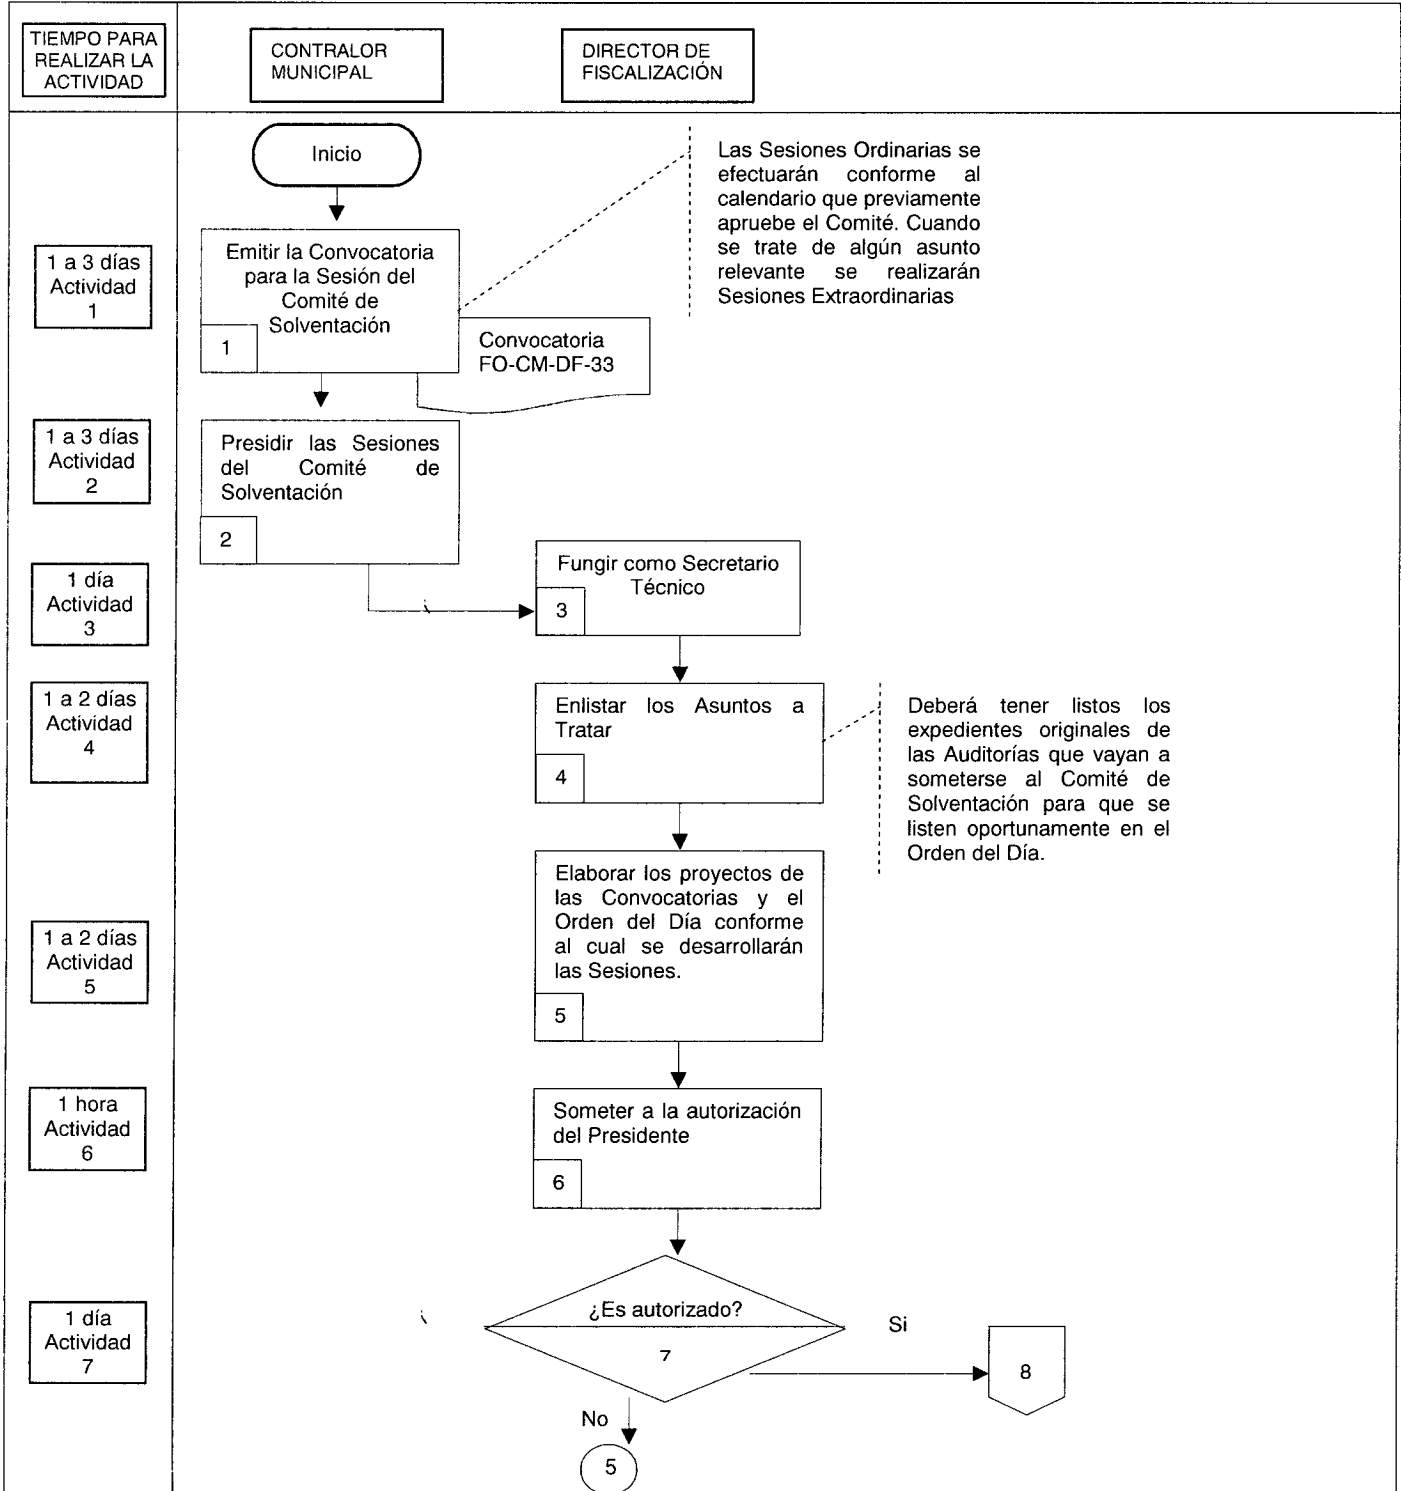 TIEMPO PARA
REALIZAR LA
ACTIVIDAD
CONTRALOR
MUNICIPAL
DIRECTOR DE
FISCALIZACIÓN
Inicio
Las Sesiones Ordinarias se
efectuarán conforme al
calendario que previamente
apruebe el Comité. Cuando
se trate de algún asunto
relevante se realizarán
Sesiones Extraordinarias
1 a 3 días
Actividad
1
Emitir la Convocatoria
para la Sesión del
Comité de
Solventación
1
Convocatoria
FO-CM-DF-33
1 a 3 días
Actividad
2
Presidir las Sesiones
del Comité de
Solventación
2
1 día
Actividad
3
Fungir como Secretario
Técnico
3
1 a 2 días
Actividad
4
Enlistar los Asuntos a
Tratar
4
Deberá tener listos los
expedientes originales de
las Auditorías que vayan a
someterse al Comité de
Solventación para que se
listen oportunamente en el
Orden del Día.
1 a 2 días
Actividad
5
Elaborar los proyectos de
las Convocatorias y el
Orden del Día conforme
al cual se desarrollarán
las Sesiones.
5
1 hora
Actividad
6
Someter a la autorización
del Presidente
6
1 día
Actividad
7
¿Es autorizado?
7
Si
8
No
5